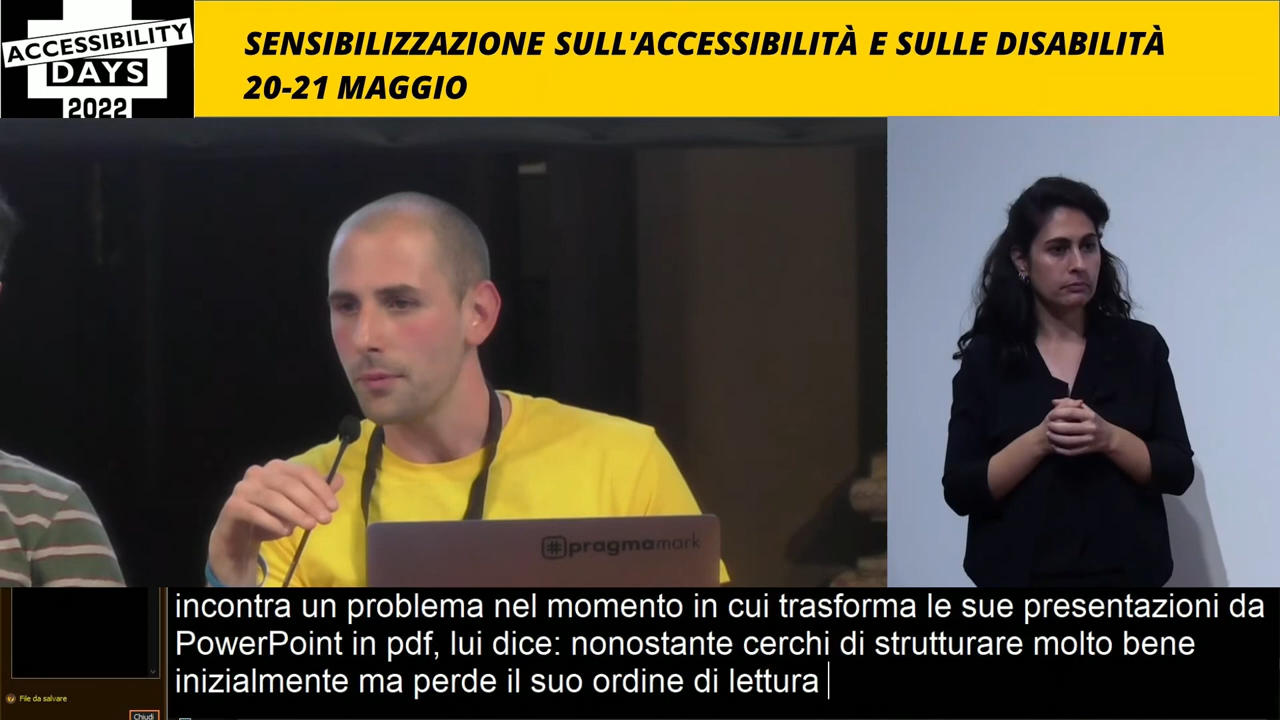 ACCESSIBILITY
DAYS
2022
SENSIBILIZZAZIONE SULL'ACCESSIBILITÀ E SULLE DISABILITÀ
20-21 MAGGIO
#pragmamark
incontra un problema nel momento in cui trasforma le sue presentazioni da
PowerPoint in pdf, lui dice: nonostante cerchi di strutturare molto bene
inizialmente ma perde il suo ordine di lettura
File da salvare
Chiudi